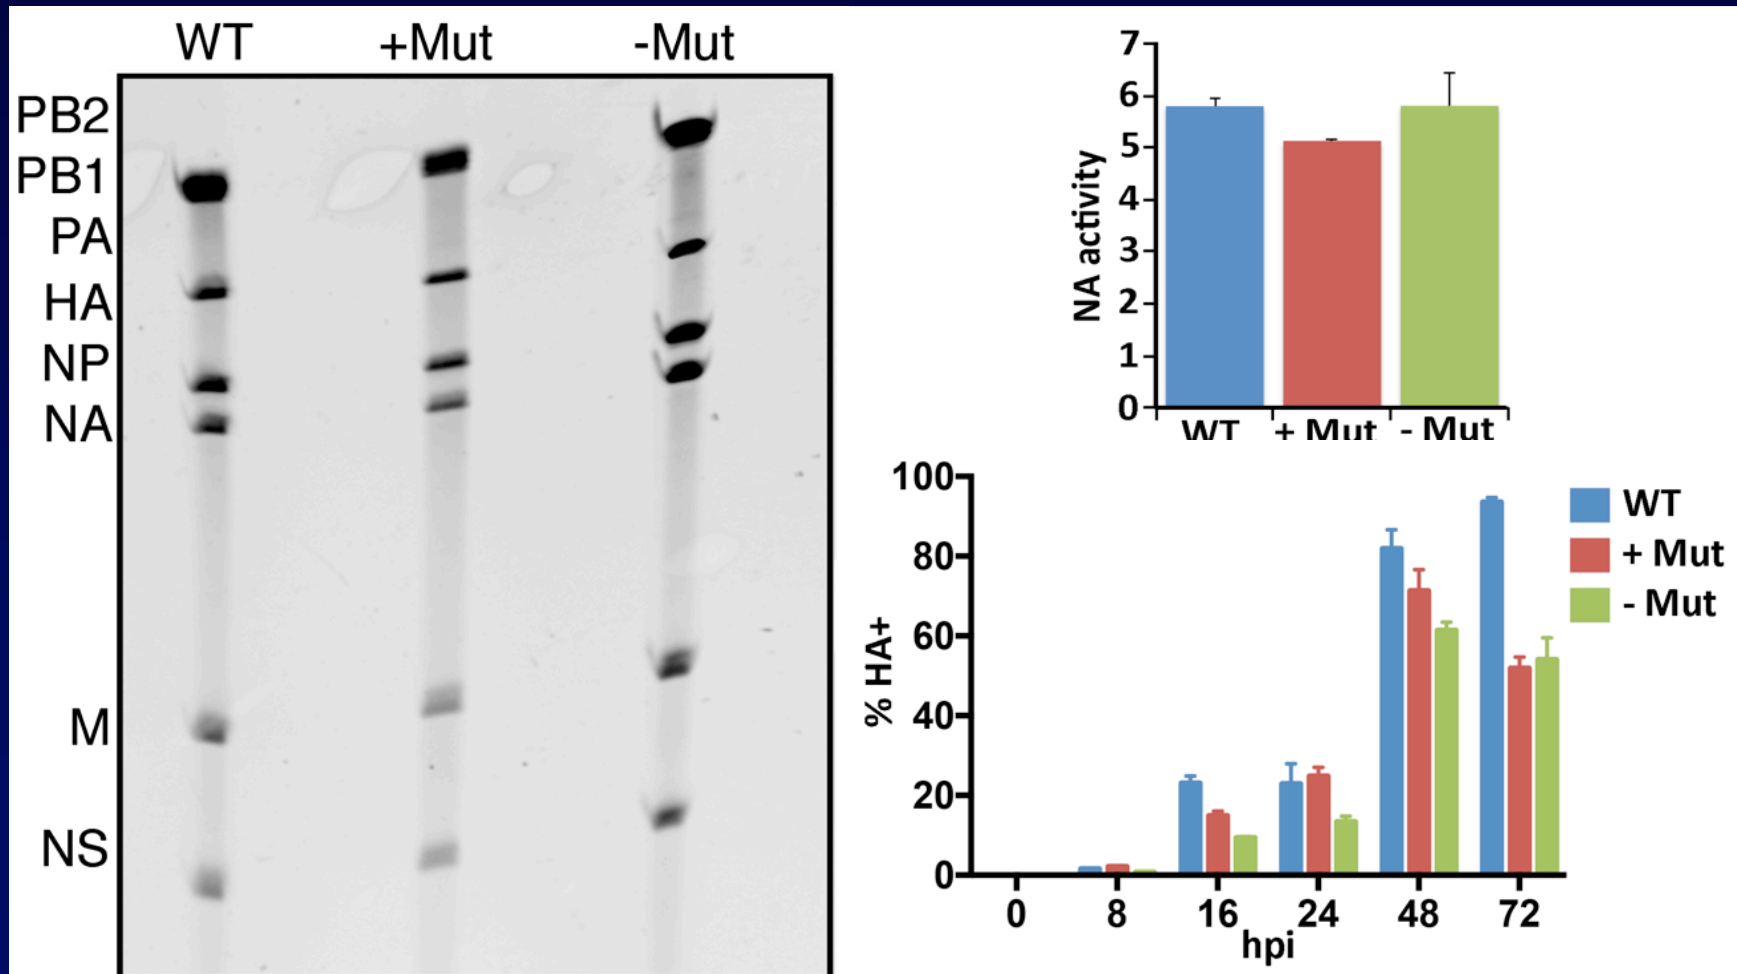 WT +Mut -Mut
PB2
PB1
PA
HA
NP
NA
M
NS
7
6
5
4
3
2
1
0
NA activity
WT + Mut - Mut
100
80
60
40
20
0
% HA+
0 8 16 24 48 72
hpi
WT
+ Mut
- Mut